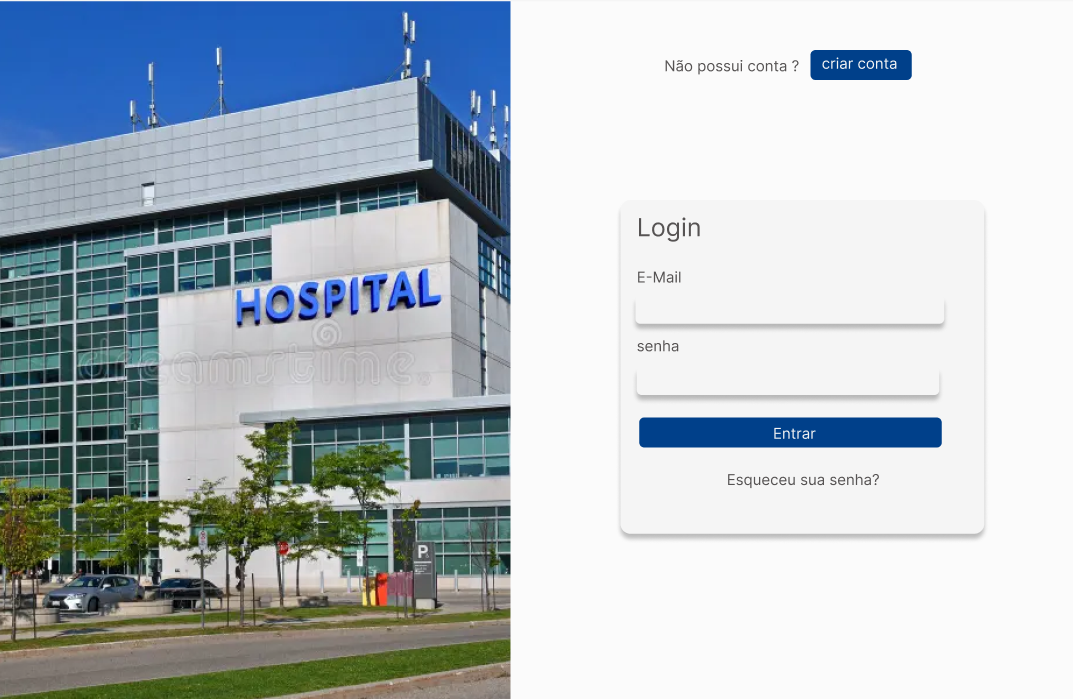 HOSPITAL
dreamstime
P
Não possui conta ?
criar conta
Login
E-Mail
senha
Entrar
Esqueceu sua senha?